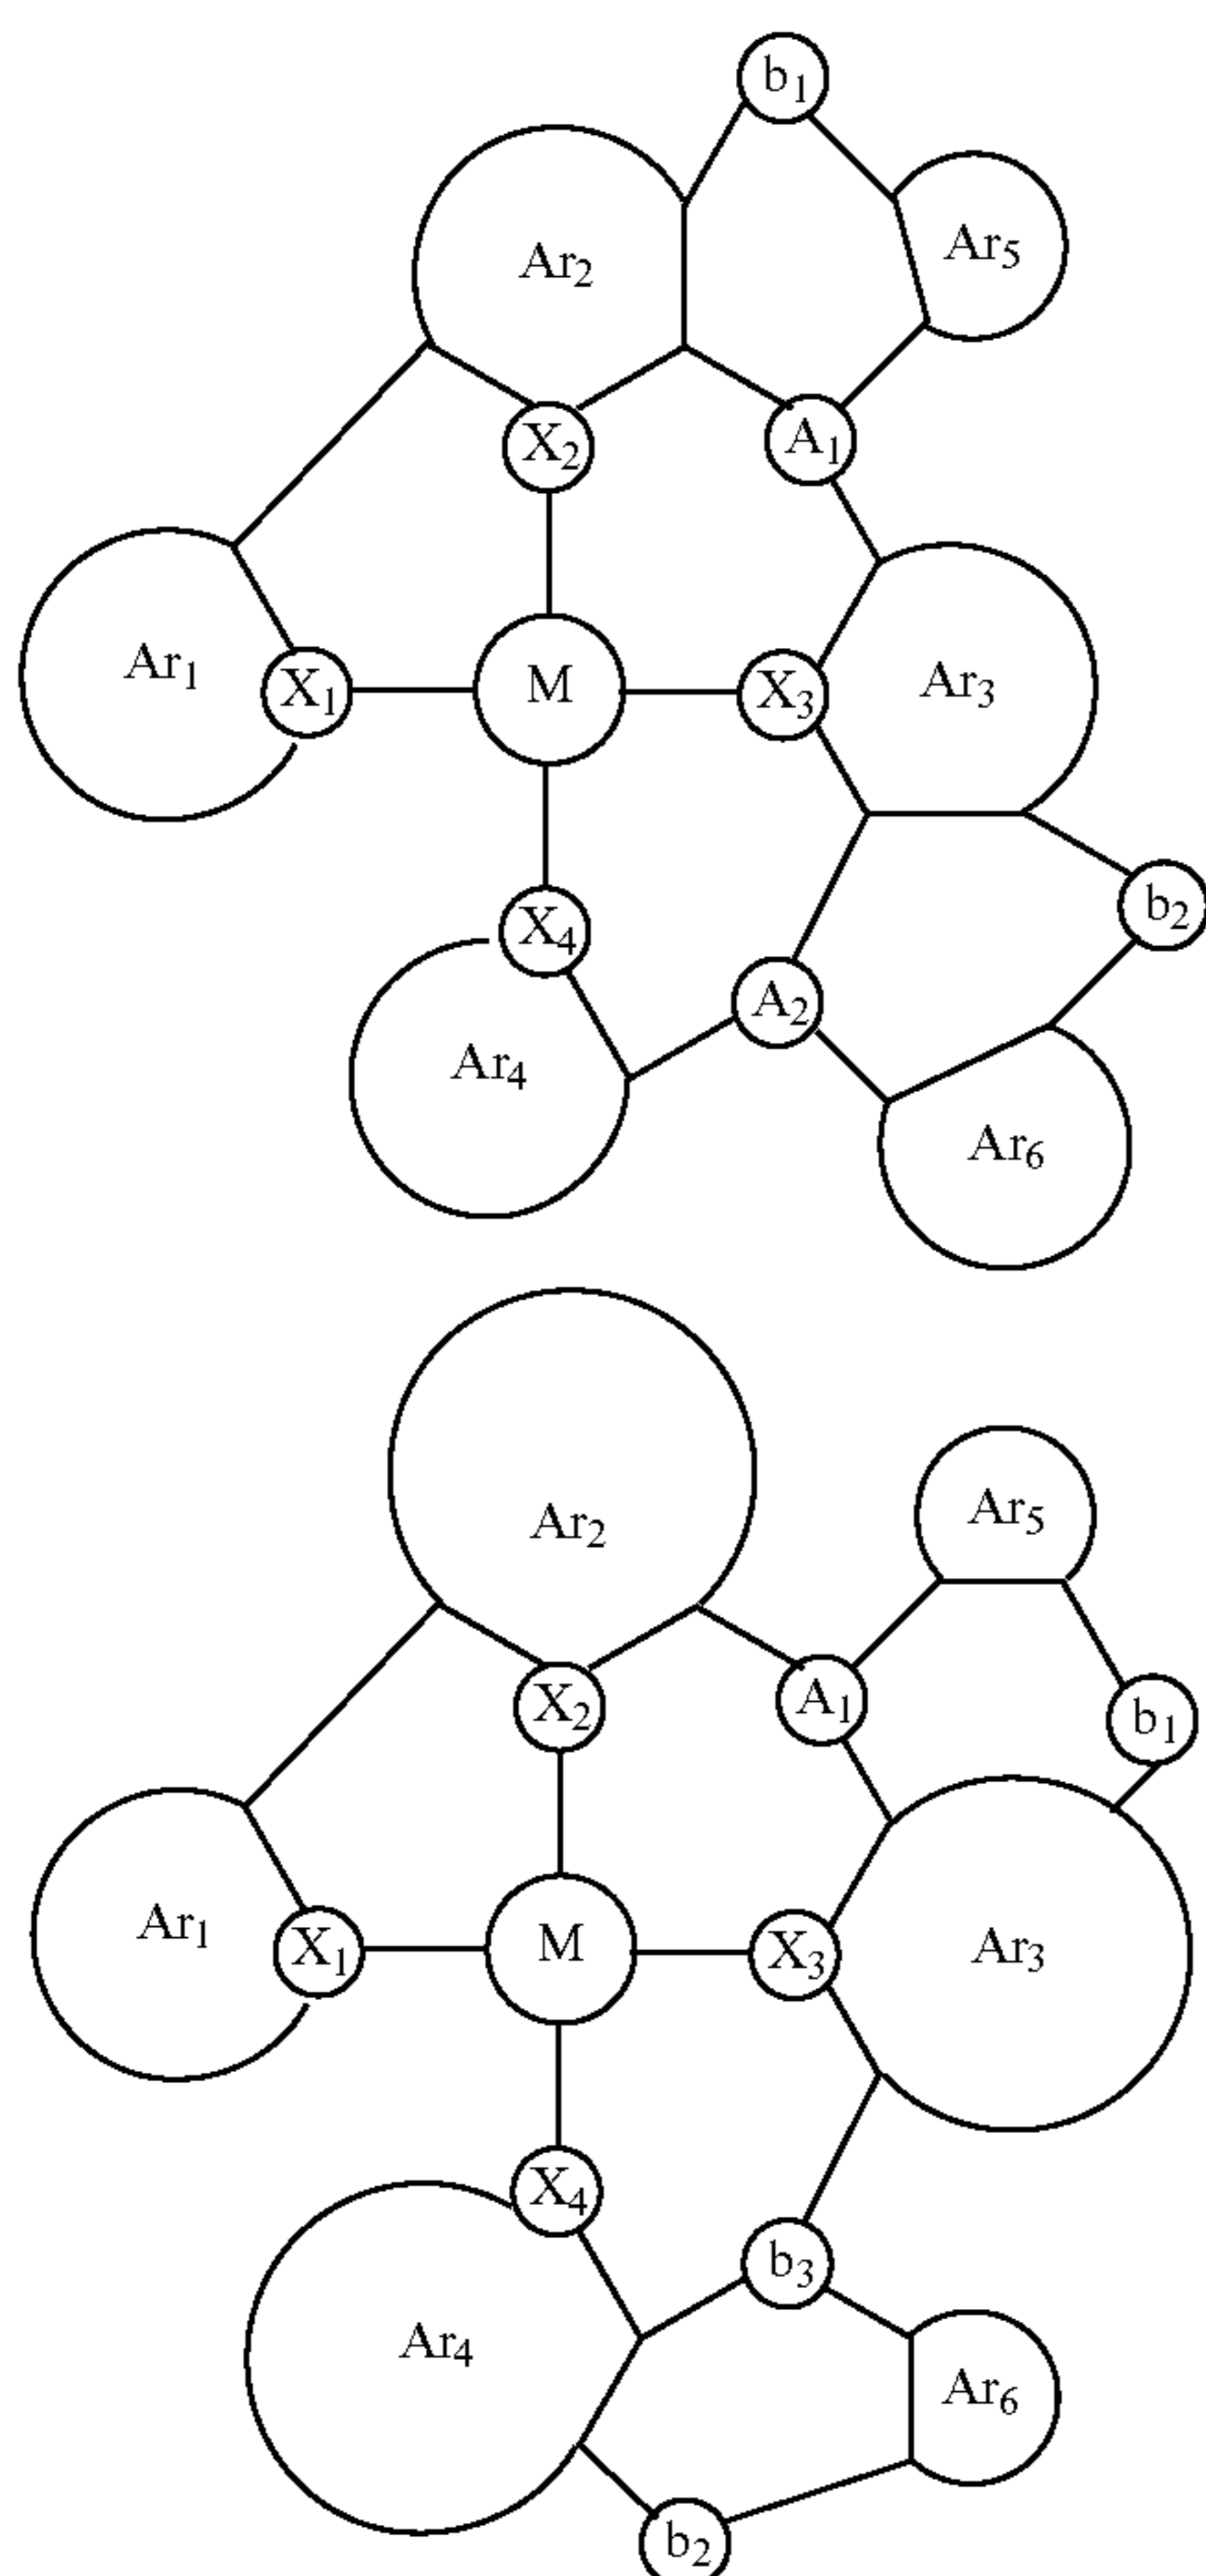 b₁
Ar₂ Ar₅
X₂ A₁
Ar₁ X₁ M X₃ Ar₃
b₂
X₄
A₂
Ar₄
Ar₆
Ar₂ Ar₅
X₂ A₁ b₁
Ar₁ X₁ M X₃ Ar₃
X₄
b₃
Ar₄ Ar₆
b₂